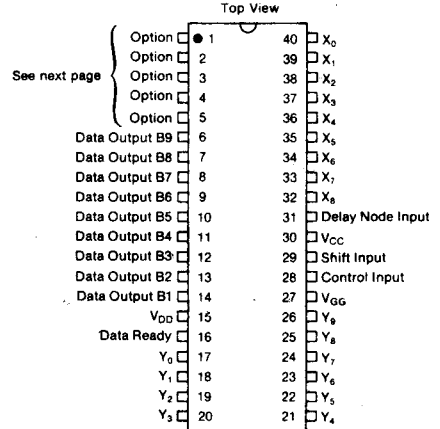 Top View
Option 1 40 X₀
Option 2 39 X₁
See next page Option 3 38 X₂
Option 4 37 X₃
Option 5 36 X₄
Data Output B9 6 35 X₅
Data Output B8 7 34 X₆
Data Output B7 8 33 X₇
Data Output B6 9 32 X₈
Data Output B5 10 31 Delay Node Input
Data Output B4 11 30 V_CC
Data Output B3 12 29 Shift Input
Data Output B2 13 28 Control Input
Data Output B1 14 27 V_GG
V_DD 15 26 Y₉
Data Ready 16 25 Y₈
Y₀ 17 24 Y₇
Y₁ 18 23 Y₆
Y₂ 19 22 Y₅
Y₃ 20 21 Y₄